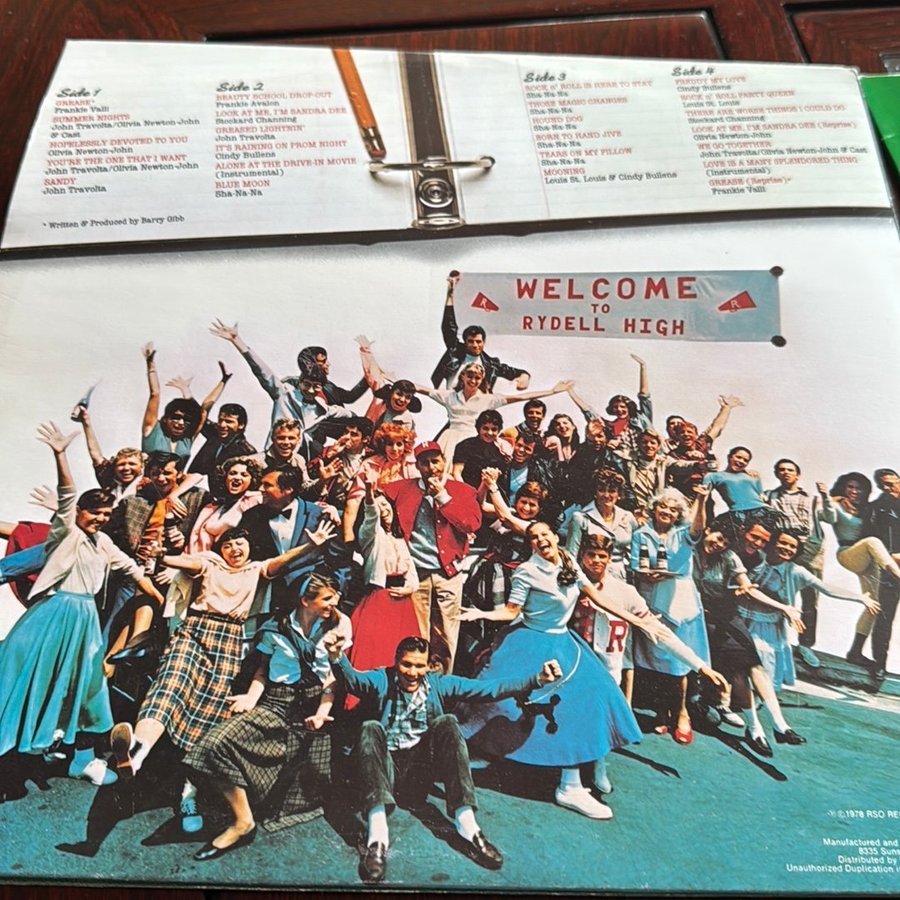 Side 1
GREASE*
Frankie Valli
SUMMER NIGHTS
John Travolta/Olivia Newton-John
& Cast
HOPELESSLY DEVOTED TO YOU
Olivia Newton-John
YOU'RE THE ONE THAT I WANT
John Travolta/Olivia Newton-John
SANDY
John Travolta
* Written & Produced by Barry Gibb
Side 2
BEAUTY SCHOOL DROP-OUT
Frankie Avalon
LOOK AT ME, I'M SANDRA DEE
Stockard Channing
GREASED LIGHTNIN'
John Travolta
IT'S RAINING ON PROM NIGHT
Cindy Bullens
ALONE AT THE DRIVE-IN MOVIE
(Instrumental)
BLUE MOON
Sha-Na-Na
Side 3
ROCK N' ROLL IS HERE TO STAY
Sha-Na-Na
THOSE MAGIC CHANGES
Sha-Na-Na
HOUND DOG
Sha-Na-Na
BORN TO HAND JIVE
Sha-Na-Na
TEARS ON MY PILLOW
Sha-Na-Na
MOONING
Louis St. Louis & Cindy Bullens
Side 4
FREDDY MY LOVE
Cindy Bullens
ROCK N' ROLL PARTY QUEEN
Louis St. Louis
THERE ARE WORSE THINGS I COULD DO
Stockard Channing
LOOK AT ME, I'M SANDRA DEE (Reprise)
Olivia Newton-John
WE GO TOGETHER
John Travolta/Olivia Newton-John & Cast
LOVE IS A MANY SPLENDORED THING
(Instrumental)
GREASE (Reprise)*
Frankie Valli
WELCOME
TO
RYDELL HIGH
R
R
R
℗©1978 RSO RE
Manufactured and
8335 Suns
Distributed by
Unauthorized Duplication i